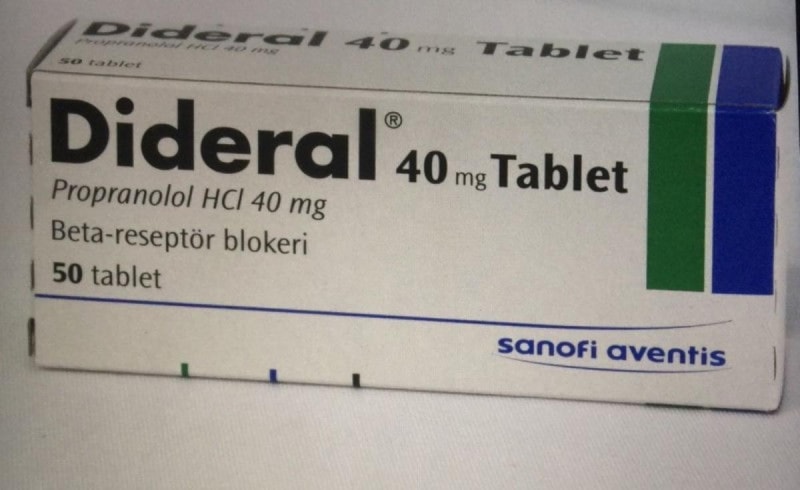 Dideral 40 mg Tablet
Propranolol HCl 40 mg
50 tablet
Dideral® 40 mg Tablet
Propranolol HCl 40 mg
Beta-reseptör blokeri
50 tablet
sanofi aventis